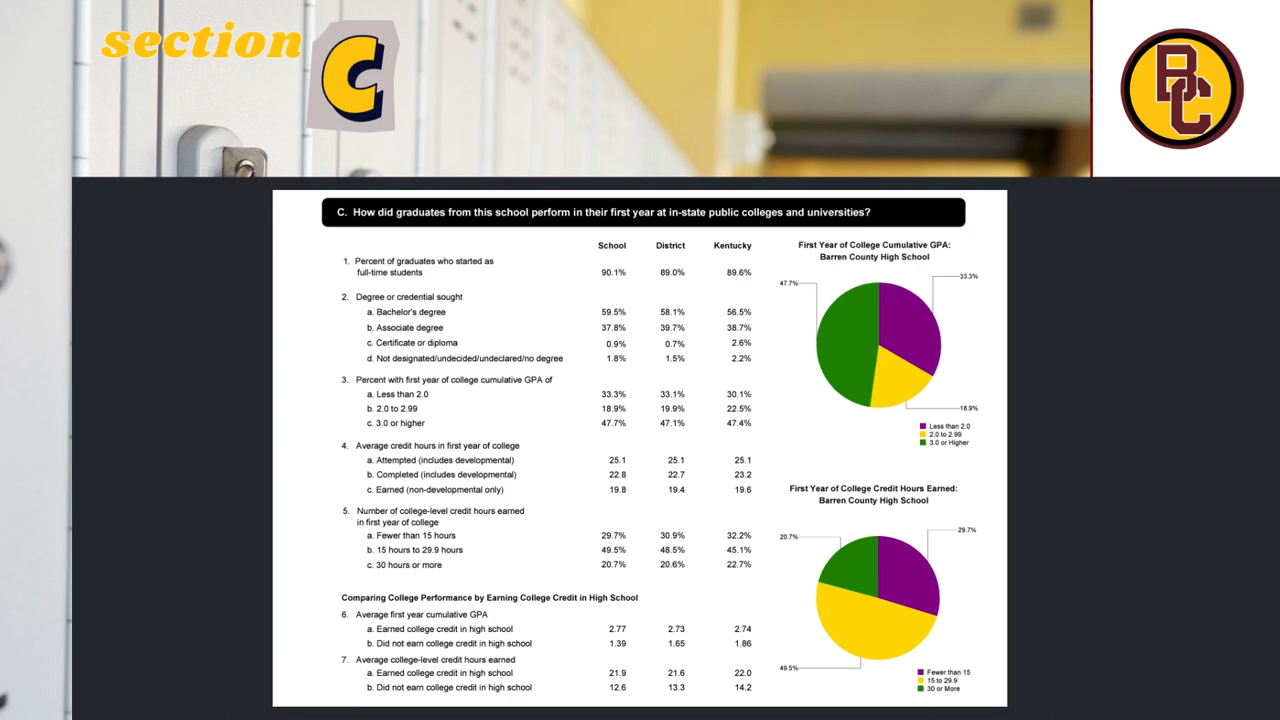 section C
BC
C. How did graduates from this school perform in their first year at in-state public colleges and universities?
School District Kentucky
1. Percent of graduates who started as
full-time students 90.1% 89.0% 89.6%
2. Degree or credential sought
a. Bachelor's degree 59.5% 58.1% 56.5%
b. Associate degree 37.8% 39.7% 38.7%
c. Certificate or diploma 0.9% 0.7% 2.6%
d. Not designated/undecided/undeclared/no degree 1.8% 1.5% 2.2%
3. Percent with first year of college cumulative GPA of
a. Less than 2.0 33.3% 33.1% 30.1%
b. 2.0 to 2.99 18.9% 19.9% 22.5%
c. 3.0 or higher 47.7% 47.1% 47.4%
4. Average credit hours in first year of college
a. Attempted (includes developmental) 25.1 25.1 25.1
b. Completed (includes developmental) 22.8 22.7 23.2
c. Earned (non-developmental only) 19.8 19.4 19.6
5. Number of college-level credit hours earned
in first year of college
a. Fewer than 15 hours 29.7% 30.9% 32.2%
b. 15 hours to 29.9 hours 49.5% 48.5% 45.1%
c. 30 hours or more 20.7% 20.6% 22.7%
Comparing College Performance by Earning College Credit in High School
6. Average first year cumulative GPA
a. Earned college credit in high school 2.77 2.73 2.74
b. Did not earn college credit in high school 1.39 1.65 1.86
7. Average college-level credit hours earned
a. Earned college credit in high school 21.9 21.6 22.0
b. Did not earn college credit in high school 12.6 13.3 14.2
First Year of College Cumulative GPA:
Barren County High School
33.3%
47.7%
18.9%
Less than 2.0
2.0 to 2.99
3.0 or Higher
First Year of College Credit Hours Earned:
Barren County High School
29.7%
20.7%
49.5%
Fewer than 15
15 to 29.9
30 or More